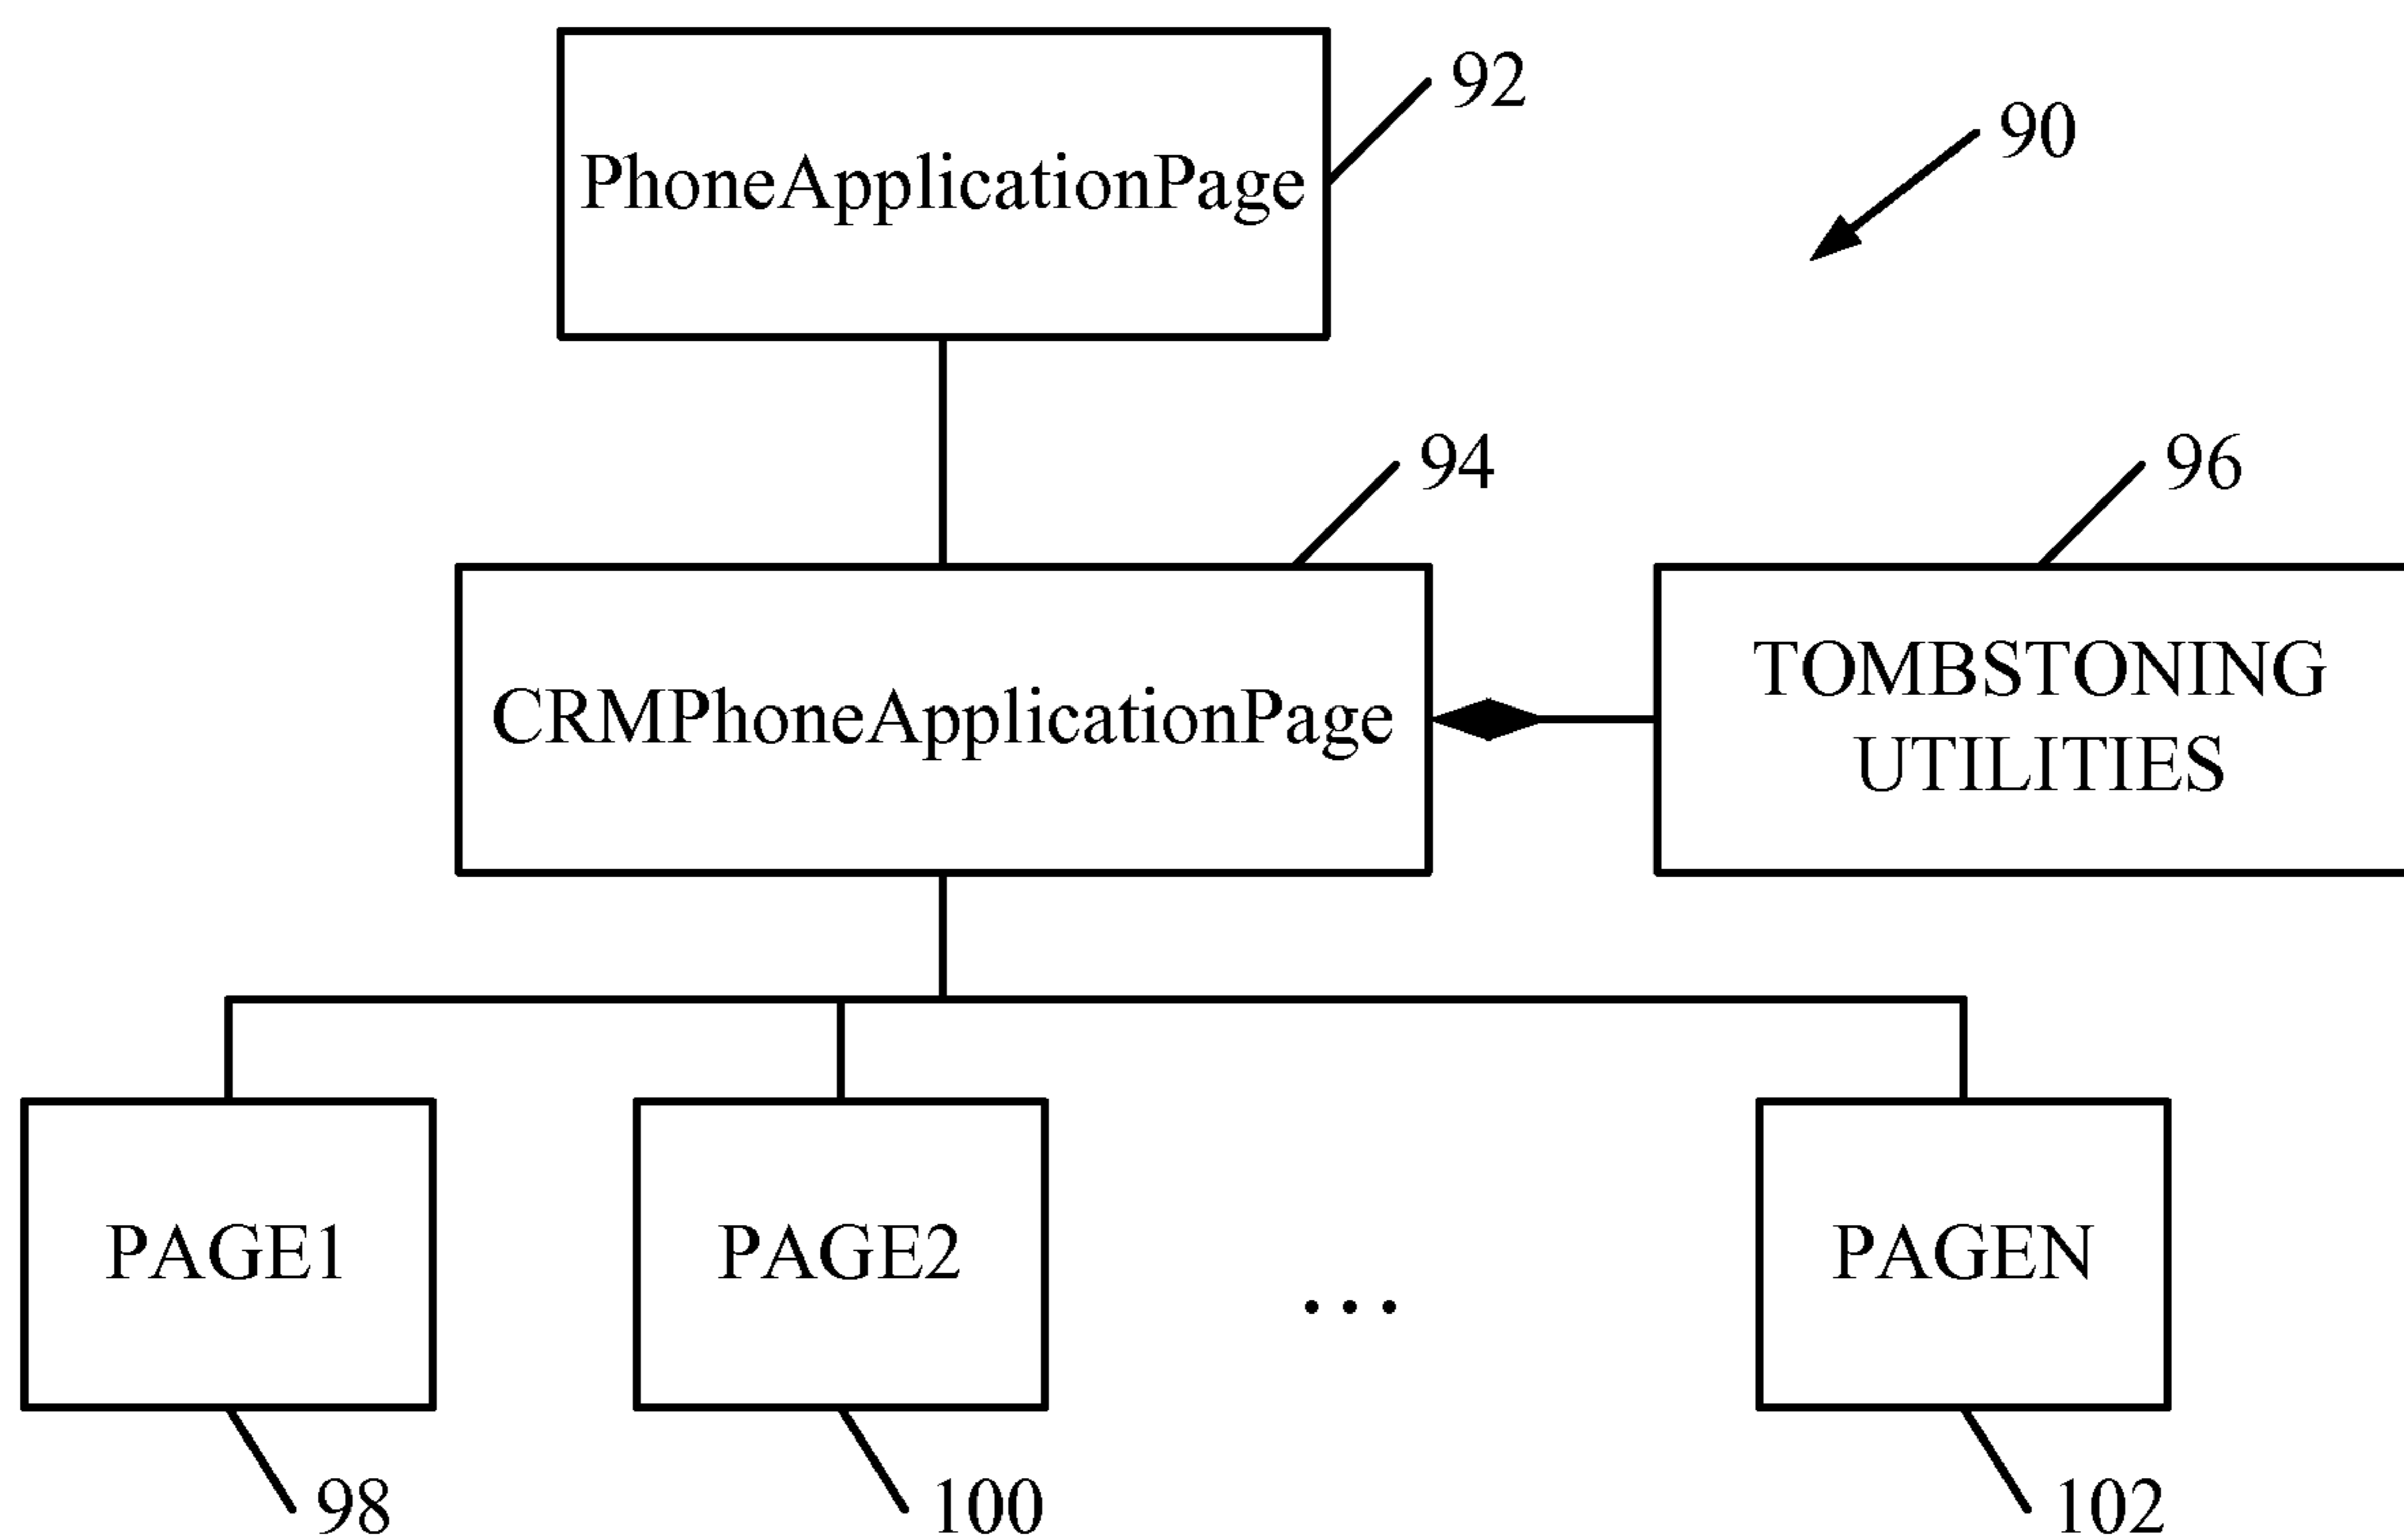 PhoneApplicationPage
92
90
94
96
CRMPhoneApplicationPage
TOMBSTONING
UTILITIES
PAGE1
PAGE2
...
PAGEN
98
100
102